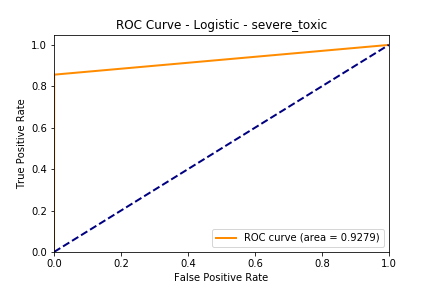 ROC Curve - Logistic - severe_toxic
True Positive Rate
1.0
0.8
0.6
0.4
0.2
0.0
ROC curve (area = 0.9279)
0.0 0.2 0.4 0.6 0.8 1.0
False Positive Rate